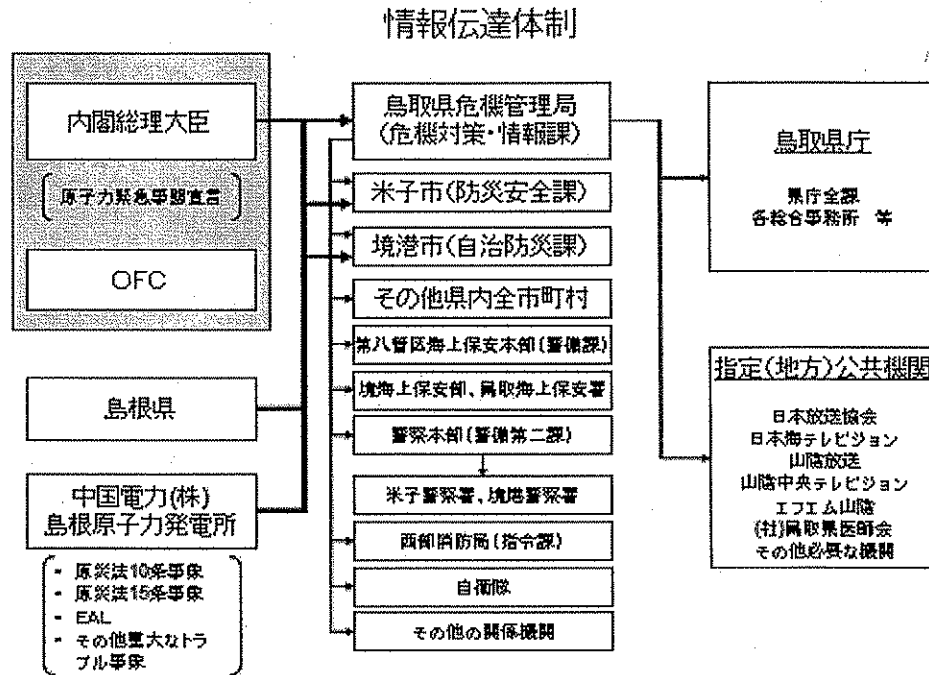 情報伝達体制
内閣総理大臣
原子力緊急事態宣言
OFC
島根県
中国電力(株)
島根原子力発電所
- 原災法10条事象
- 原災法15条事象
- EAL
- その他重大なトラ
ブル事象
鳥取県危機管理局
(危機対策・情報課)
米子市(防災安全課)
境港市(自治防災課)
その他県内全市町村
第八管区海上保安本部(警備課)
境海上保安部、鳥取海上保安署
警察本部(警備第二課)
米子警察署、境港警察署
西部消防局(指令課)
自衛隊
その他の関係機関
鳥取県庁
県庁全課
各総合事務所 等
指定(地方)公共機関
日本放送協会
日本海テレビジョン
山陰放送
山陰中央テレビジョン
エフエム山陰
(社)鳥取県医師会
その他必要な機関